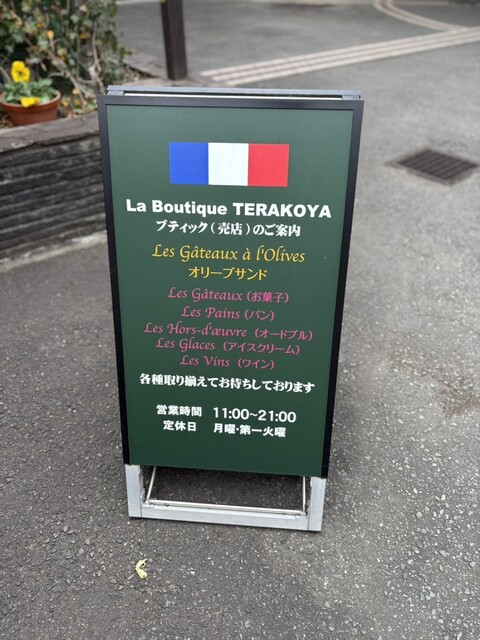 La Boutique TERAKOYA
ブティック(売店)のご案内
Les Gâteaux à l'Olives
オリーブサンド
Les Gâteaux (お菓子)
Les Pains (パン)
Les Hors-d'œuvre (オードブル)
Les Glaces (アイスクリーム)
Les Vins (ワイン)
各種取り揃えてお待ちしております
営業時間 11:00~21:00
定休日 月曜・第一火曜